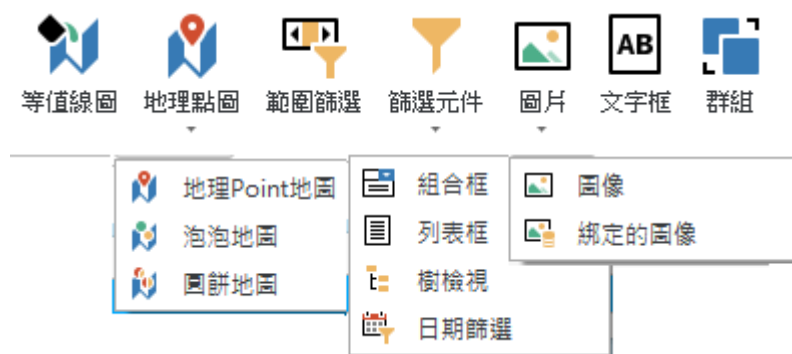 等值線圖
地理點圖
範圍篩選
篩選元件
圖片
AB
文字框
群組
地理Point地圖
泡泡地圖
圓餅地圖
組合框
列表框
樹檢視
日期篩選
圖像
綁定的圖像